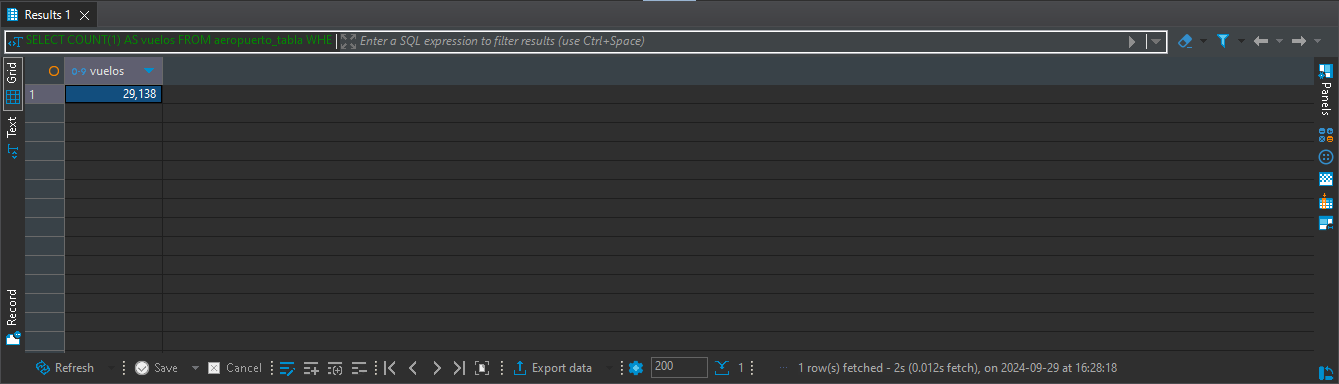 Results 1
SELECT COUNT(1) AS vuelos FROM aeropuerto_tabla WHE
Enter a SQL expression to filter results (use Ctrl+Space)
Grid
Text
Record
0-9 vuelos
1 29,138
Panels
Refresh Save Cancel Export data 200 1 1 row(s) fetched - 2s (0.012s fetch), on 2024-09-29 at 16:28:18